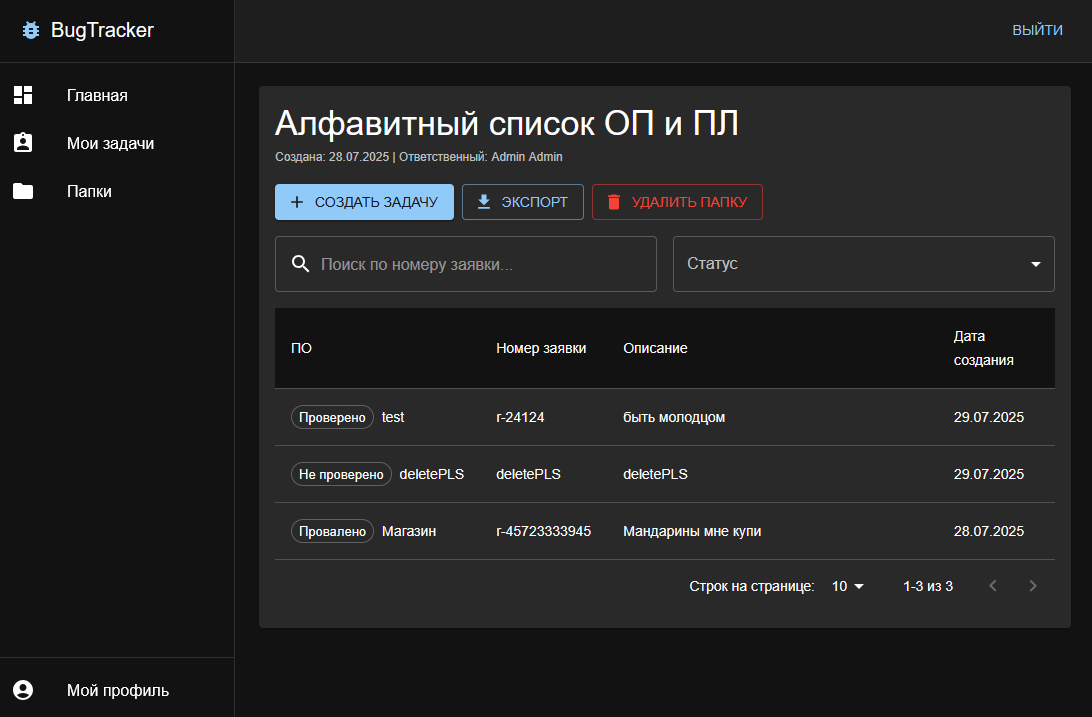 BugTracker
ВЫЙТИ
Главная
Мои задачи
Папки
Алфавитный список ОП и ПЛ
Создана: 28.07.2025 | Ответственный: Admin Admin
СОЗДАТЬ ЗАДАЧУ ЭКСПОРТ УДАЛИТЬ ПАПКУ
Поиск по номеру заявки... Статус
ПО Номер заявки Описание Дата создания
Проверено test r-24124 быть молодцом 29.07.2025
Не проверено deletePLS deletePLS deletePLS 29.07.2025
Провалено Магазин r-45723333945 Мандарины мне купи 28.07.2025
Строк на странице: 10 1-3 из 3
Мой профиль